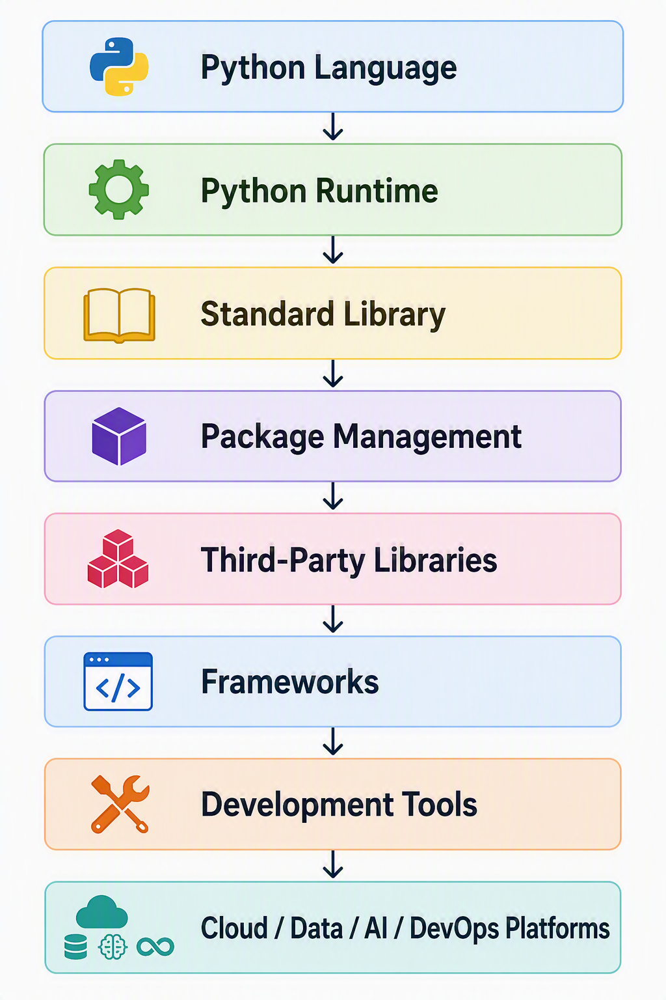 Python Language
Python Runtime
Standard Library
Package Management
Third-Party Libraries
Frameworks
Development Tools
Cloud / Data / AI / DevOps Platforms